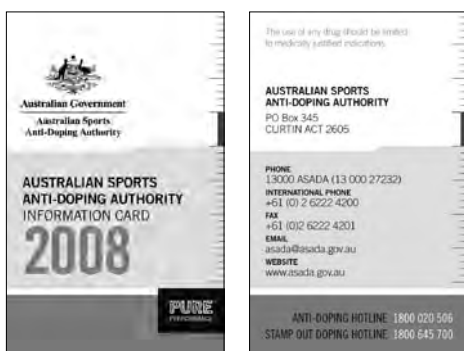 Australian Government
Australian Sports
Anti-Doping Authority
AUSTRALIAN SPORTS
ANTI-DOPING AUTHORITY
INFORMATION CARD
2008
PURE
PERFORMANCE
The use of any drug should be limited
to medically justified indications.
AUSTRALIAN SPORTS
ANTI-DOPING AUTHORITY
PO Box 345
CURTIN ACT 2605
PHONE
13000 ASADA (13 000 27232)
INTERNATIONAL PHONE
+61 (0) 2 6222 4200
FAX
+61 (0)2 6222 4201
EMAIL
asada@asada.gov.au
WEBSITE
www.asada.gov.au
ANTI-DOPING HOTLINE 1800 020 506
STAMP OUT DOPING HOTLINE 1800 645 700